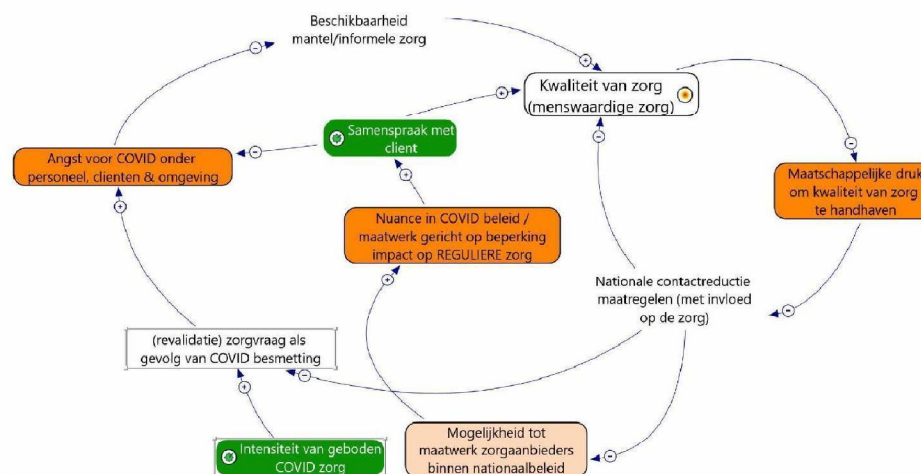 Beschikbaarheid
mantel/informele zorg
Kwaliteit van zorg
(menswaardige zorg)
Samenspraak met
client
Angst voor COVID onder
personeel, clienten & omgeving
Maatschappelijke druk
om kwaliteit van zorg
te handhaven
Nuance in COVID beleid /
maatwerk gericht op beperking
impact op REGULIERE zorg
Nationale contactreductie
maatregelen (met invloed
op de zorg)
(revalidatie) zorgvraag als
gevolg van COVID besmetting
Mogelijkheid tot
maatwerk zorgaanbieders
binnen nationaalbeleid
Intensiteit van geboden
COVID zorg